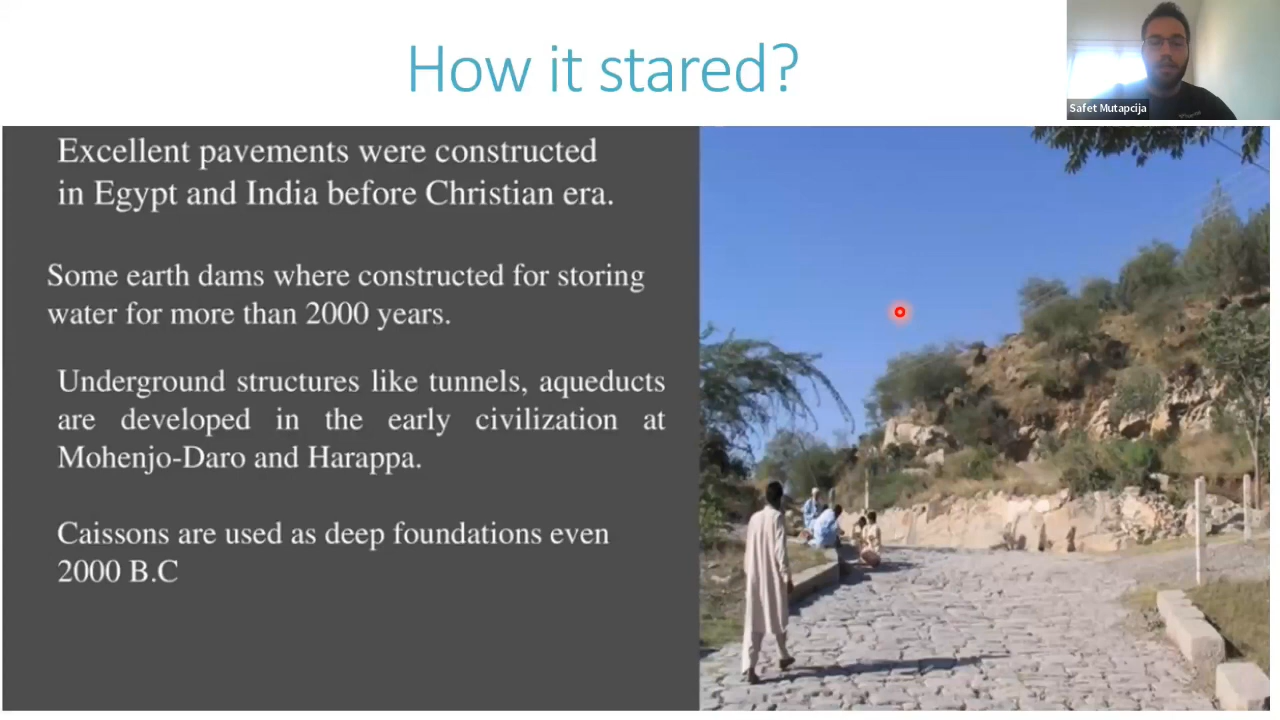 How it stared?
Safet Mutapcija
Excellent pavements were constructed
in Egypt and India before Christian era.
Some earth dams where constructed for storing
water for more than 2000 years.
Underground structures like tunnels, aqueducts
are developed in the early civilization at
Mohenjo-Daro and Harappa.
Caissons are used as deep foundations even
2000 B.C